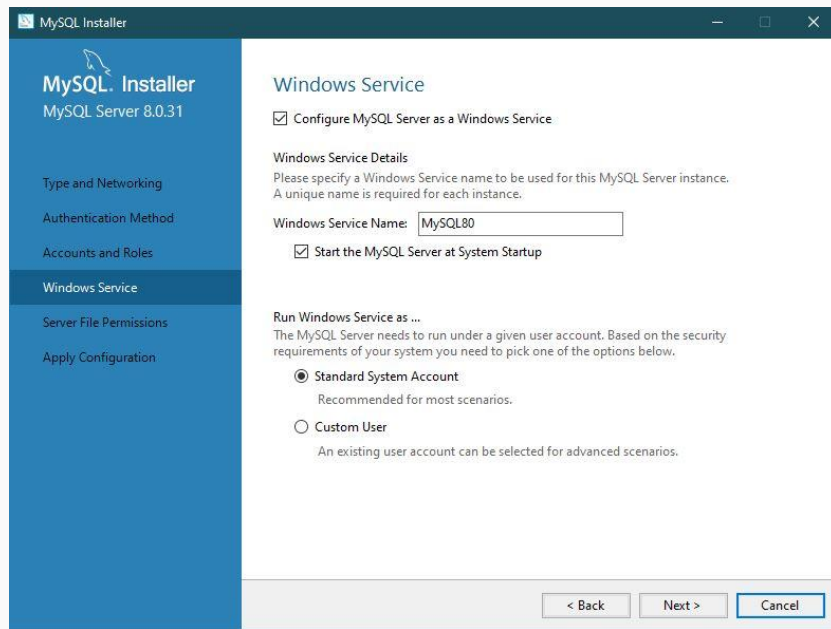 MySQL Installer
MySQL. Installer
MySQL Server 8.0.31
Type and Networking
Authentication Method
Accounts and Roles
Windows Service
Server File Permissions
Apply Configuration
Windows Service
Configure MySQL Server as a Windows Service
Windows Service Details
Please specify a Windows Service name to be used for this MySQL Server instance.
A unique name is required for each instance.
Windows Service Name: MySQL80
Start the MySQL Server at System Startup
Run Windows Service as ...
The MySQL Server needs to run under a given user account. Based on the security
requirements of your system you need to pick one of the options below.
Standard System Account
Recommended for most scenarios.
Custom User
An existing user account can be selected for advanced scenarios.
< Back Next > Cancel